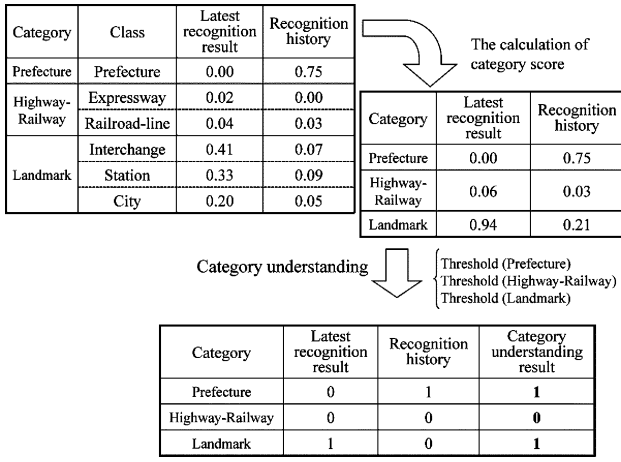 Category Class Latest recognition result Recognition history
Prefecture Prefecture 0.00 0.75
Highway-Railway Expressway 0.02 0.00
Railroad-line 0.04 0.03
Landmark Interchange 0.41 0.07
Station 0.33 0.09
City 0.20 0.05
The calculation of
category score
Category Latest recognition result Recognition history
Prefecture 0.00 0.75
Highway-Railway 0.06 0.03
Landmark 0.94 0.21
Category understanding
Threshold (Prefecture)
Threshold (Highway-Railway)
Threshold (Landmark)
Category Latest recognition result Recognition history Category understanding result
Prefecture 0 1 1
Highway-Railway 0 0 0
Landmark 1 0 1